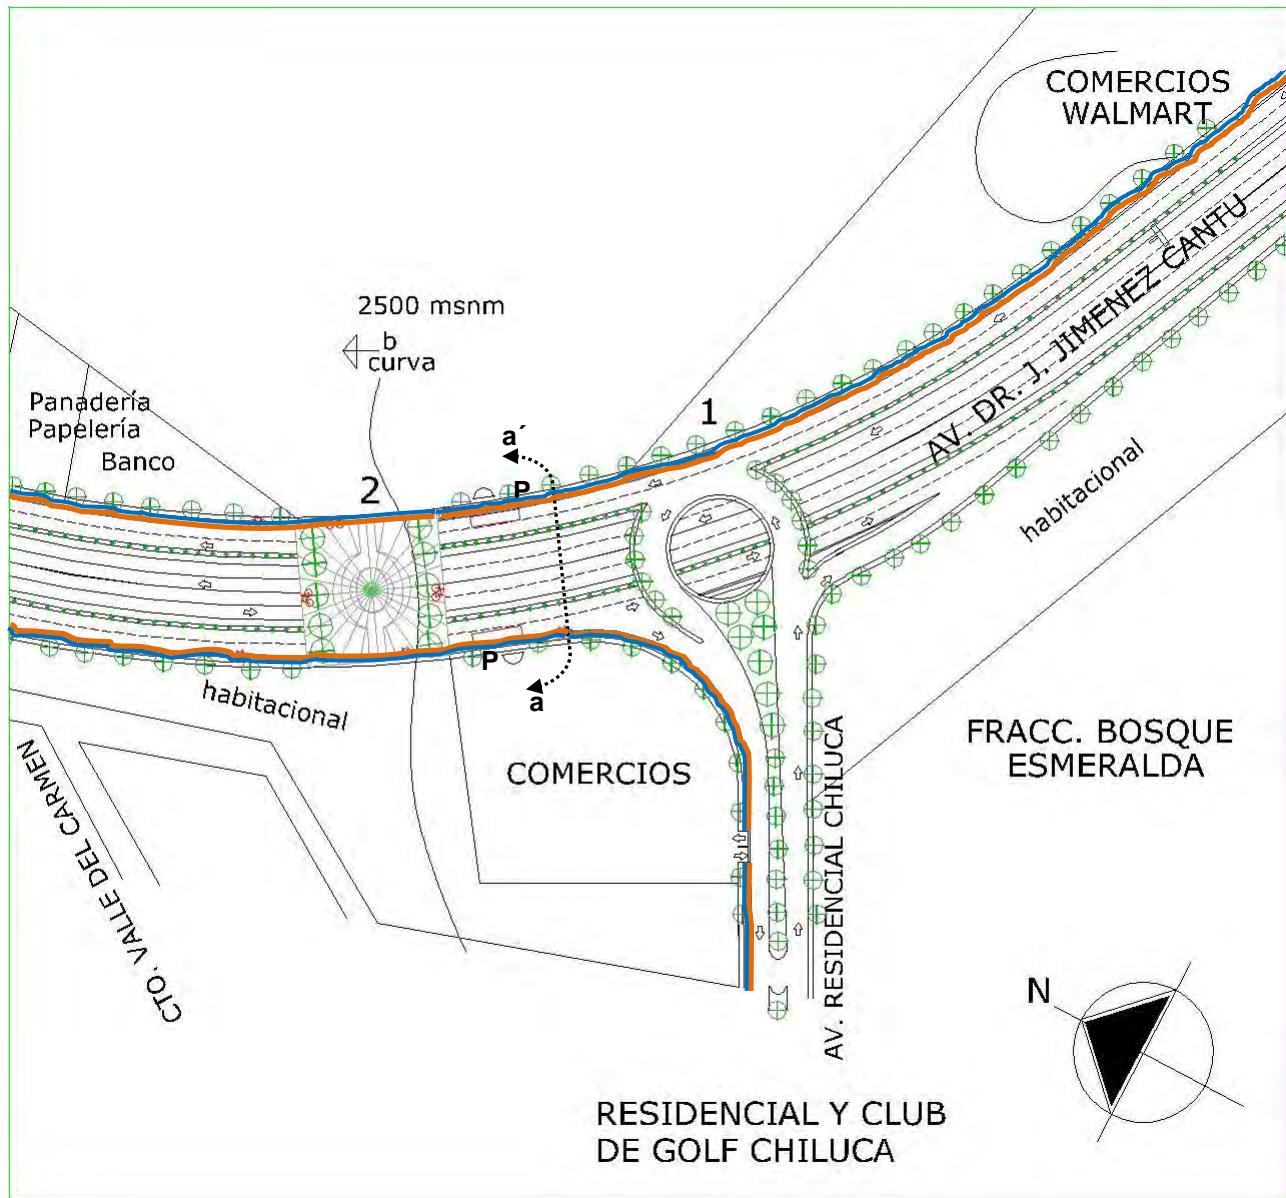 COMERCIOS
WALMART
AV. DR. J. JIMENEZ CANTU
2500 msnm
b
curva
Panadería
Papelería
Banco
1
2
a´
P
habitacional
P
a
habitacional
COMERCIOS
FRACC. BOSQUE
ESMERALDA
CTO. VALLE DEL CARMEN
AV. RESIDENCIAL CHILUCA
N
RESIDENCIAL Y CLUB
DE GOLF CHILUCA